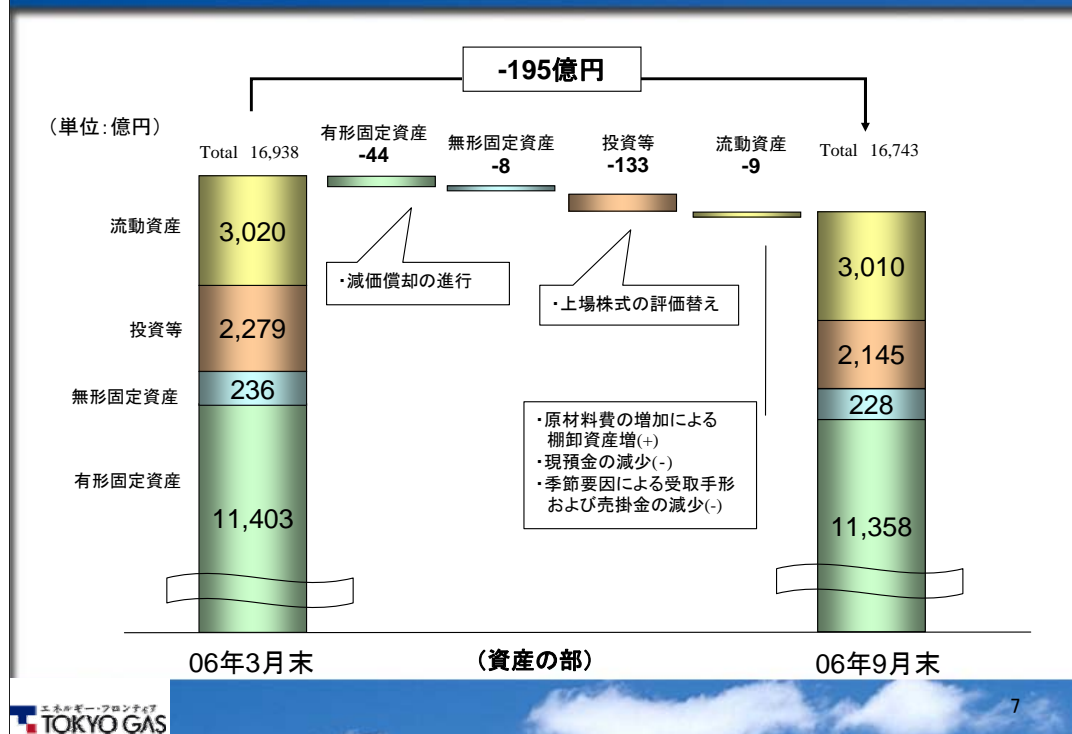 -195億円
（単位：億円）
Total 16,938
有形固定資産
-44
無形固定資産
-8
投資等
-133
流動資産
-9
Total 16,743
流動資産
3,020
投資等
2,279
無形固定資産
236
有形固定資産
11,403
・減価償却の進行
・上場株式の評価替え
・原材料費の増加による
棚卸資産増(+)
・現預金の減少(-)
・季節要因による受取手形
および売掛金の減少(-)
3,010
2,145
228
11,358
06年3月末
（資産の部）
06年9月末
エネルギー・フロンティア
TOKYO GAS
7